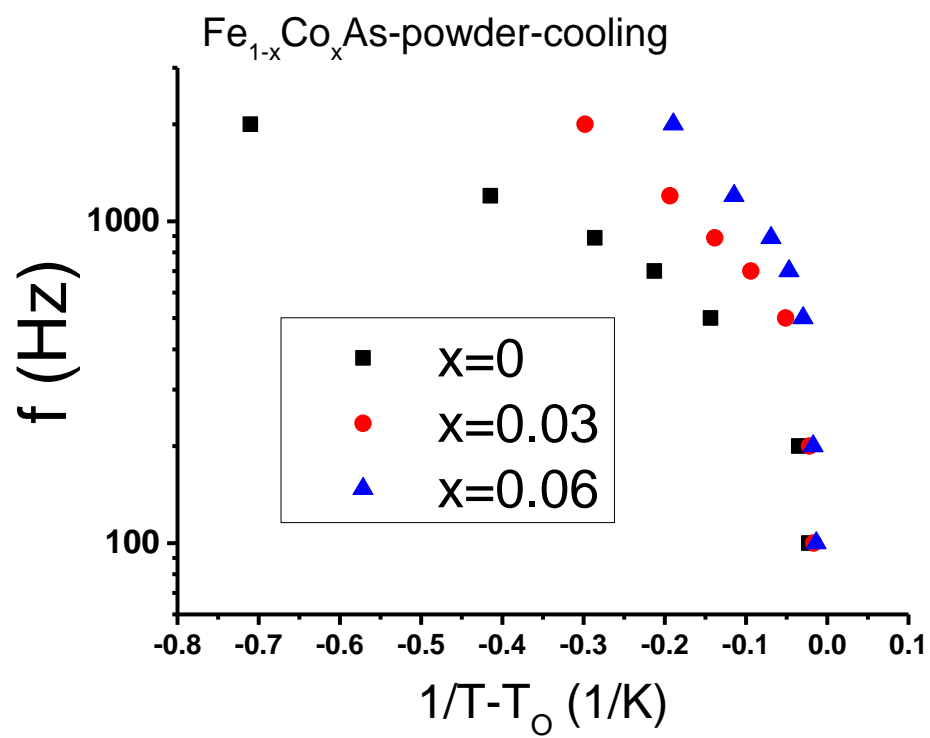 Fe₁₋ₓCoₓAs-powder-cooling
1000
100
f (Hz)
x=0
x=0.03
x=0.06
-0.8 -0.7 -0.6 -0.5 -0.4 -0.3 -0.2 -0.1 0.0 0.1
1/T-T_O (1/K)